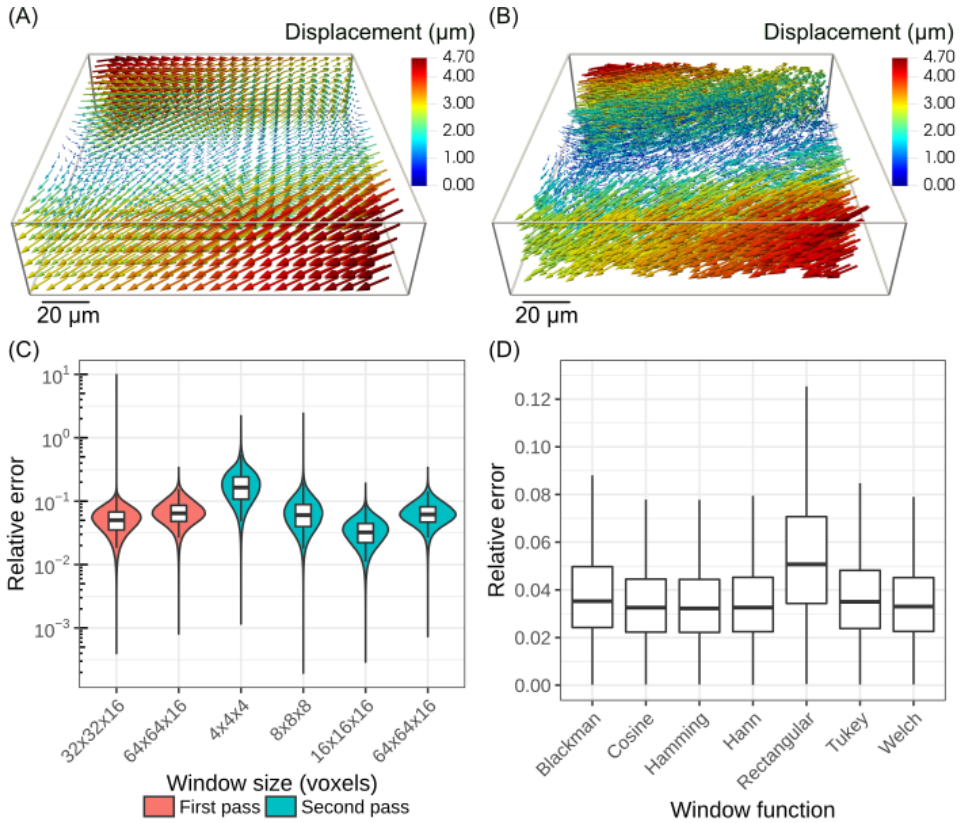 (A)
Displacement (µm)
4.70
4.00
3.00
2.00
1.00
0.00
20 µm
(B)
Displacement (µm)
4.70
4.00
3.00
2.00
1.00
0.00
20 µm
(C)
Relative error
10¹
10⁰
10⁻¹
10⁻²
10⁻³
32x32x16
64x64x16
4x4x4
8x8x8
16x16x16
64x64x16
Window size (voxels)
First pass
Second pass
(D)
Relative error
0.12
0.10
0.08
0.06
0.04
0.02
0.00
Blackman
Cosine
Hamming
Hann
Rectangular
Tukey
Welch
Window function